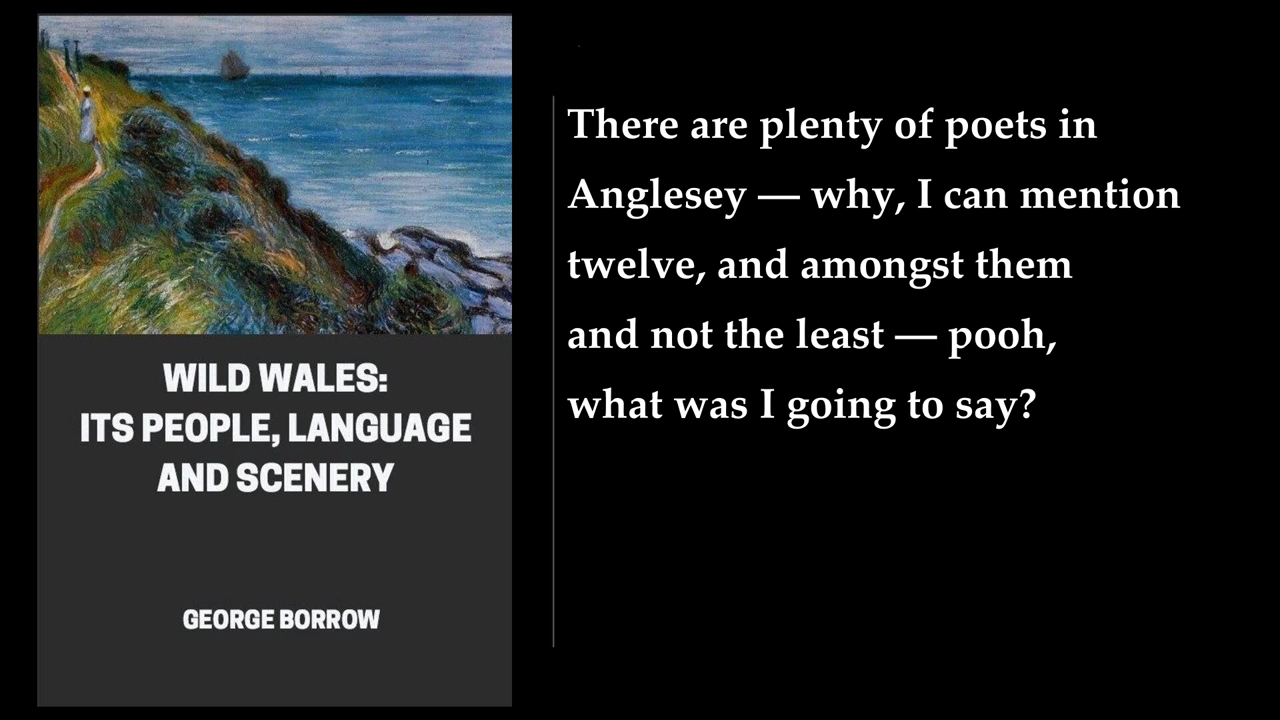 WILD WALES:
ITS PEOPLE, LANGUAGE
AND SCENERY
GEORGE BORROW
There are plenty of poets in
Anglesey — why, I can mention
twelve, and amongst them
and not the least — pooh,
what was I going to say?